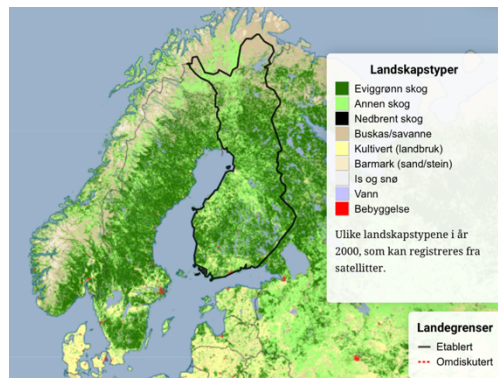 Landskapstyper
Eviggrønn skog
Annen skog
Nedbrent skog
Buskas/savanne
Kultivert (landbruk)
Barmark (sand/stein)
Is og snø
Vann
Bebyggelse
Ulike landskapstypene i år
2000, som kan registreres fra
satellitter.
Landegrenser
Etablert
Omdiskutert